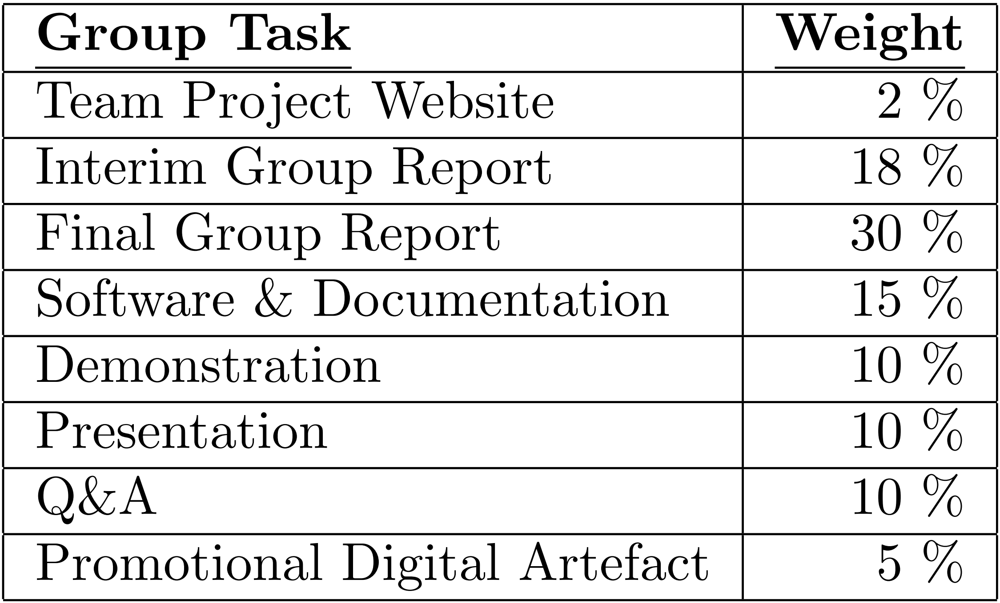 Group Task Weight
Team Project Website 2 %
Interim Group Report 18 %
Final Group Report 30 %
Software & Documentation 15 %
Demonstration 10 %
Presentation 10 %
Q&A 10 %
Promotional Digital Artefact 5 %